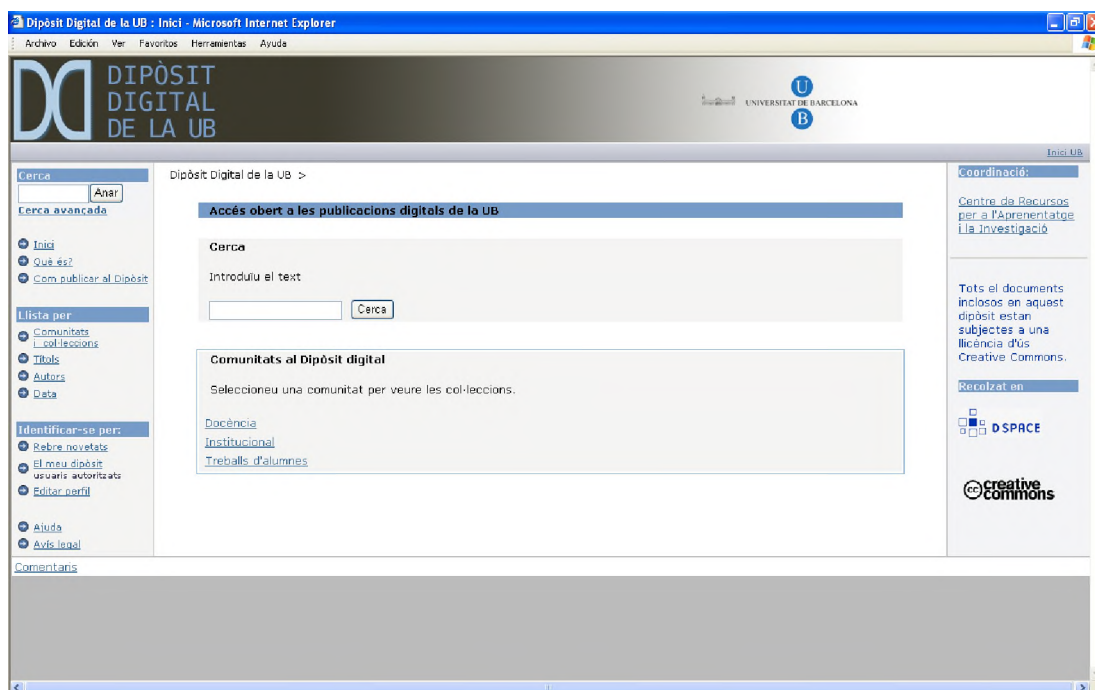 Dipòsit Digital de la UB : Inici - Microsoft Internet Explorer
Archivo Edición Ver Favoritos Herramientas Ayuda
DIPÒSIT
DIGITAL
DE LA UB
UNIVERSITAT DE BARCELONA
U
B
Inici UB
Cerca
Anar
Cerca avançada
Inici
Què és?
Com publicar al Dipòsit
Llista per
Comunitats
i col·leccions
Títols
Autors
Data
Identificar-se per:
Rebre novetats
El meu dipòsit
usuaris autoritzats
Editar perfil
Ajuda
Avís legal
Comentaris
Dipòsit Digital de la UB >
Accés obert a les publicacions digitals de la UB
Cerca
Introduïu el text
Cerca
Comunitats al Dipòsit digital
Seleccioneu una comunitat per veure les col·leccions.
Docència
Institucional
Treballs d'alumnes
Coordinació:
Centre de Recursos
per a l'Aprenentatge
i la Investigació
Tots el documents
inclosos en aquest
dipòsit estan
subjectes a una
llicència d'ús
Creative Commons.
Recolzat en
DSPACE
cc creative
commons